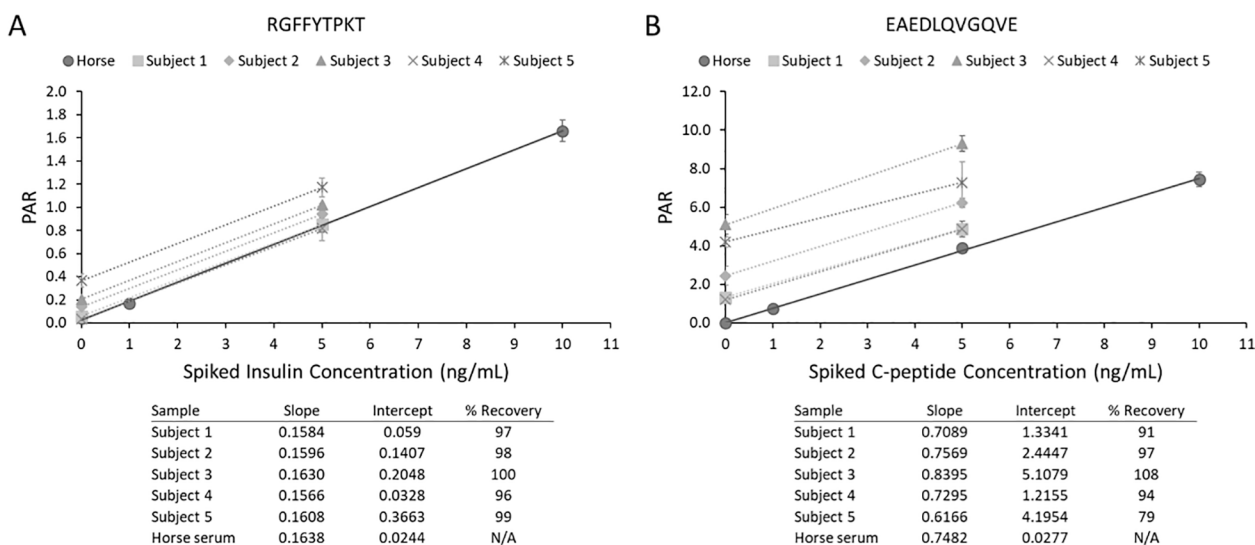 A
RGFFYTPKT
Horse Subject 1 Subject 2 Subject 3 Subject 4 Subject 5
2.0
1.8
1.6
1.4
1.2
1.0
0.8
0.6
0.4
0.2
0.0
PAR
0 1 2 3 4 5 6 7 8 9 10 11
Spiked Insulin Concentration (ng/mL)
Sample Slope Intercept % Recovery
Subject 1 0.1584 0.059 97
Subject 2 0.1596 0.1407 98
Subject 3 0.1630 0.2048 100
Subject 4 0.1566 0.0328 96
Subject 5 0.1608 0.3663 99
Horse serum 0.1638 0.0244 N/A
B
EAEDLQVGQVE
Horse Subject 1 Subject 2 Subject 3 Subject 4 Subject 5
12.0
10.0
8.0
6.0
4.0
2.0
0.0
PAR
0 1 2 3 4 5 6 7 8 9 10 11
Spiked C-peptide Concentration (ng/mL)
Sample Slope Intercept % Recovery
Subject 1 0.7089 1.3341 91
Subject 2 0.7569 2.4447 97
Subject 3 0.8395 5.1079 108
Subject 4 0.7295 1.2155 94
Subject 5 0.6166 4.1954 79
Horse serum 0.7482 0.0277 N/A